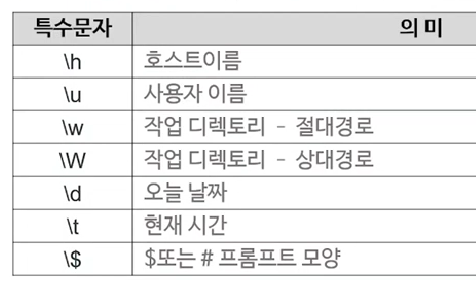 특수문자 의 미
\h 호스트이름
\u 사용자 이름
\w 작업 디렉토리 - 절대경로
\W 작업 디렉토리 - 상대경로
\d 오늘 날짜
\t 현재 시간
\$ $또는 # 프롬프트 모양